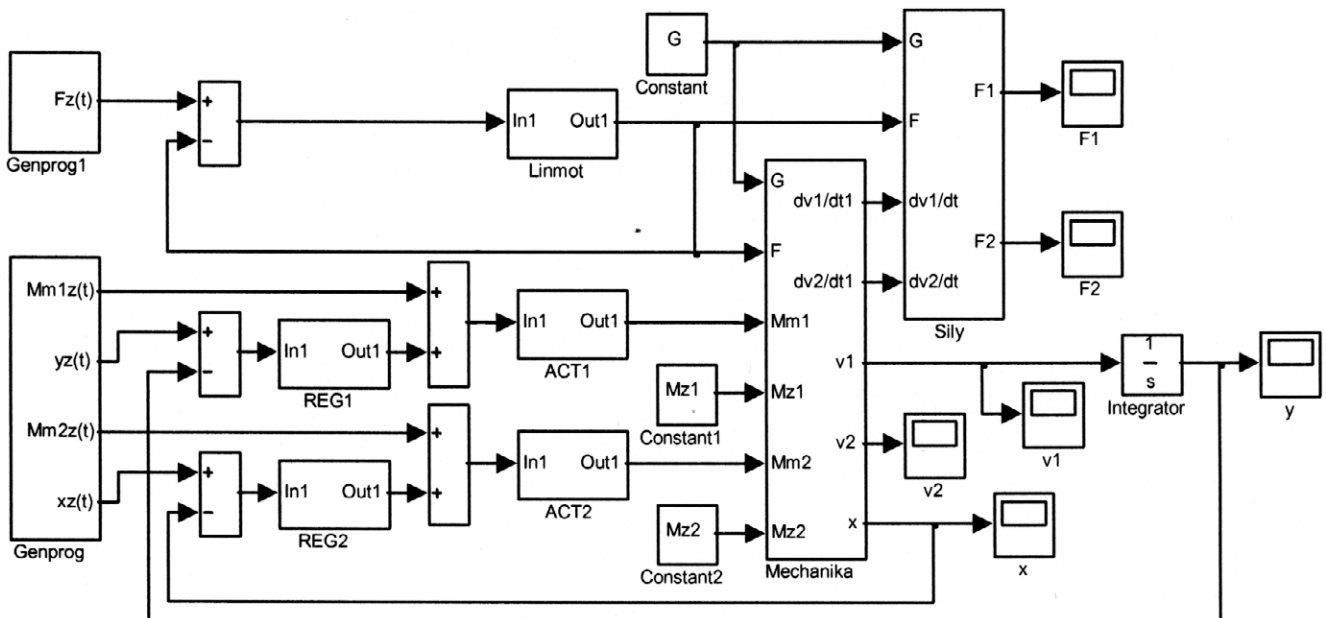 Fz(t)
Genprog1
+
−
In1 Out1
Linmot
G
Constant
G
F
dv1/dt
dv2/dt
F1
F2
Sily
F1
F2
Mm1z(t)
yz(t)
Mm2z(t)
xz(t)
Genprog
+
−
In1 Out1
REG1
+
+
In1 Out1
ACT1
+
−
In1 Out1
REG2
+
+
In1 Out1
ACT2
Mz1
Constant1
Mz2
Constant2
G
F
Mm1
Mz1
Mm2
Mz2
dv1/dt1
dv2/dt1
v1
v2
x
Mechanika
1
s
Integrator
y
v1
v2
x